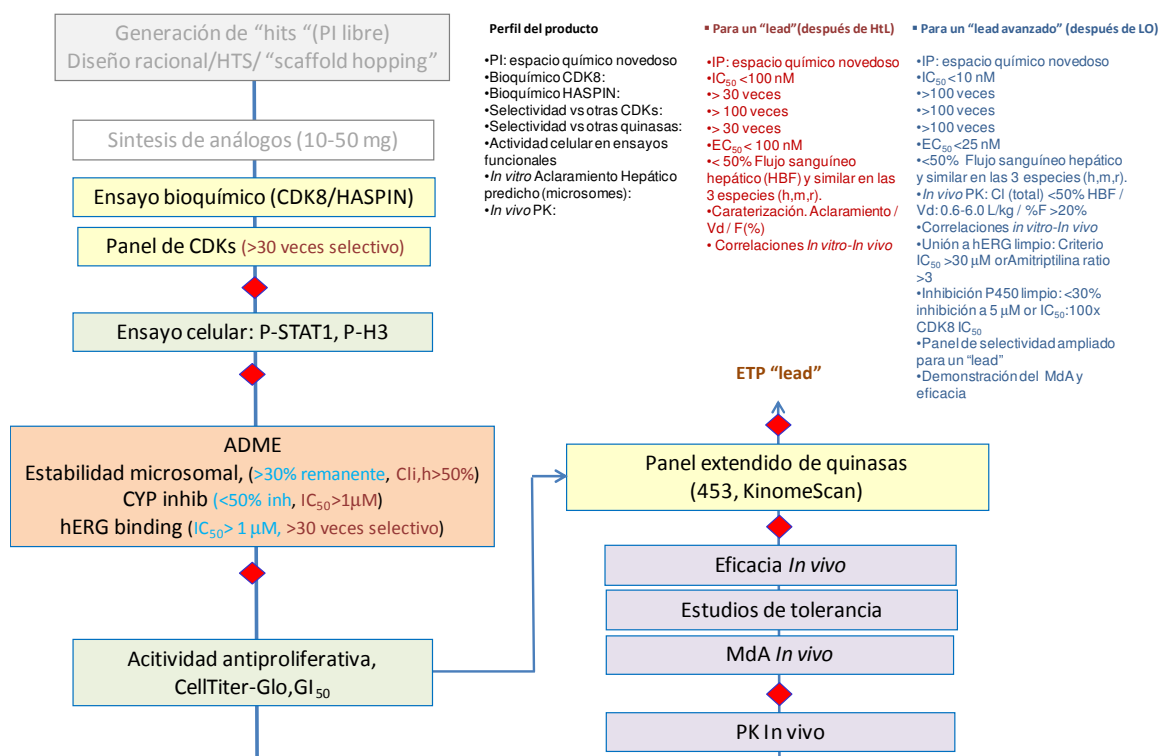 Generación de “hits “(PI libre)
Diseño racional/HTS/ “scaffold hopping”
Sintesis de análogos (10-50 mg)
Ensayo bioquímico (CDK8/HASPIN)
Panel de CDKs (>30 veces selectivo)
Ensayo celular: P-STAT1, P-H3
ADME
Estabilidad microsomal, (>30% remanente, Cli,h>50%)
CYP inhib (<50% inh, IC50>1µM)
hERG binding (IC50> 1 µM, >30 veces selectivo)
Acitividad antiproliferativa,
CellTiter-Glo,GI50
Perfil del producto
•PI: espacio químico novedoso
•Bioquímico CDK8:
•Bioquímico HASPIN:
•Selectividad vs otras CDKs:
•Selectividad vs otras quinasas:
•Actividad celular en ensayos
funcionales
•In vitro Aclaramiento Hepático
predicho (microsomes):
•In vivo PK:
▪ Para un “lead”(después de HtL)
•IP: espacio químico novedoso
•IC50 <100 nM
•> 30 veces
•> 100 veces
•> 30 veces
•EC50 < 100 nM
•< 50% Flujo sanguíneo
hepático (HBF) y similar en las
3 especies (h,m,r).
•Caraterización. Aclaramiento /
Vd / F(%)
• Correlaciones In vitro-In vivo
▪ Para un “lead avanzado” (después de LO)
•IP: espacio químico novedoso
•IC50 <10 nM
•>100 veces
•>100 veces
•>100 veces
•EC50 <25 nM
•<50% Flujo sanguíneo hepático
y similar en las 3 especies (h,m,r).
•In vivo PK: Cl (total) <50% HBF /
Vd: 0.6-6.0 L/kg / %F >20%
•Correlaciones in vitro-In vivo
•Unión a hERG limpio: Criterio
IC50 >30 µM orAmitriptilina ratio
>3
•Inhibición P450 limpio: <30%
inhibición a 5 µM or IC50:100x
CDK8 IC50
•Panel de selectividad ampliado
para un “lead”
•Demonstración del MdA y
eficacia
ETP “lead”
Panel extendido de quinasas
(453, KinomeScan)
Eficacia In vivo
Estudios de tolerancia
MdA In vivo
PK In vivo